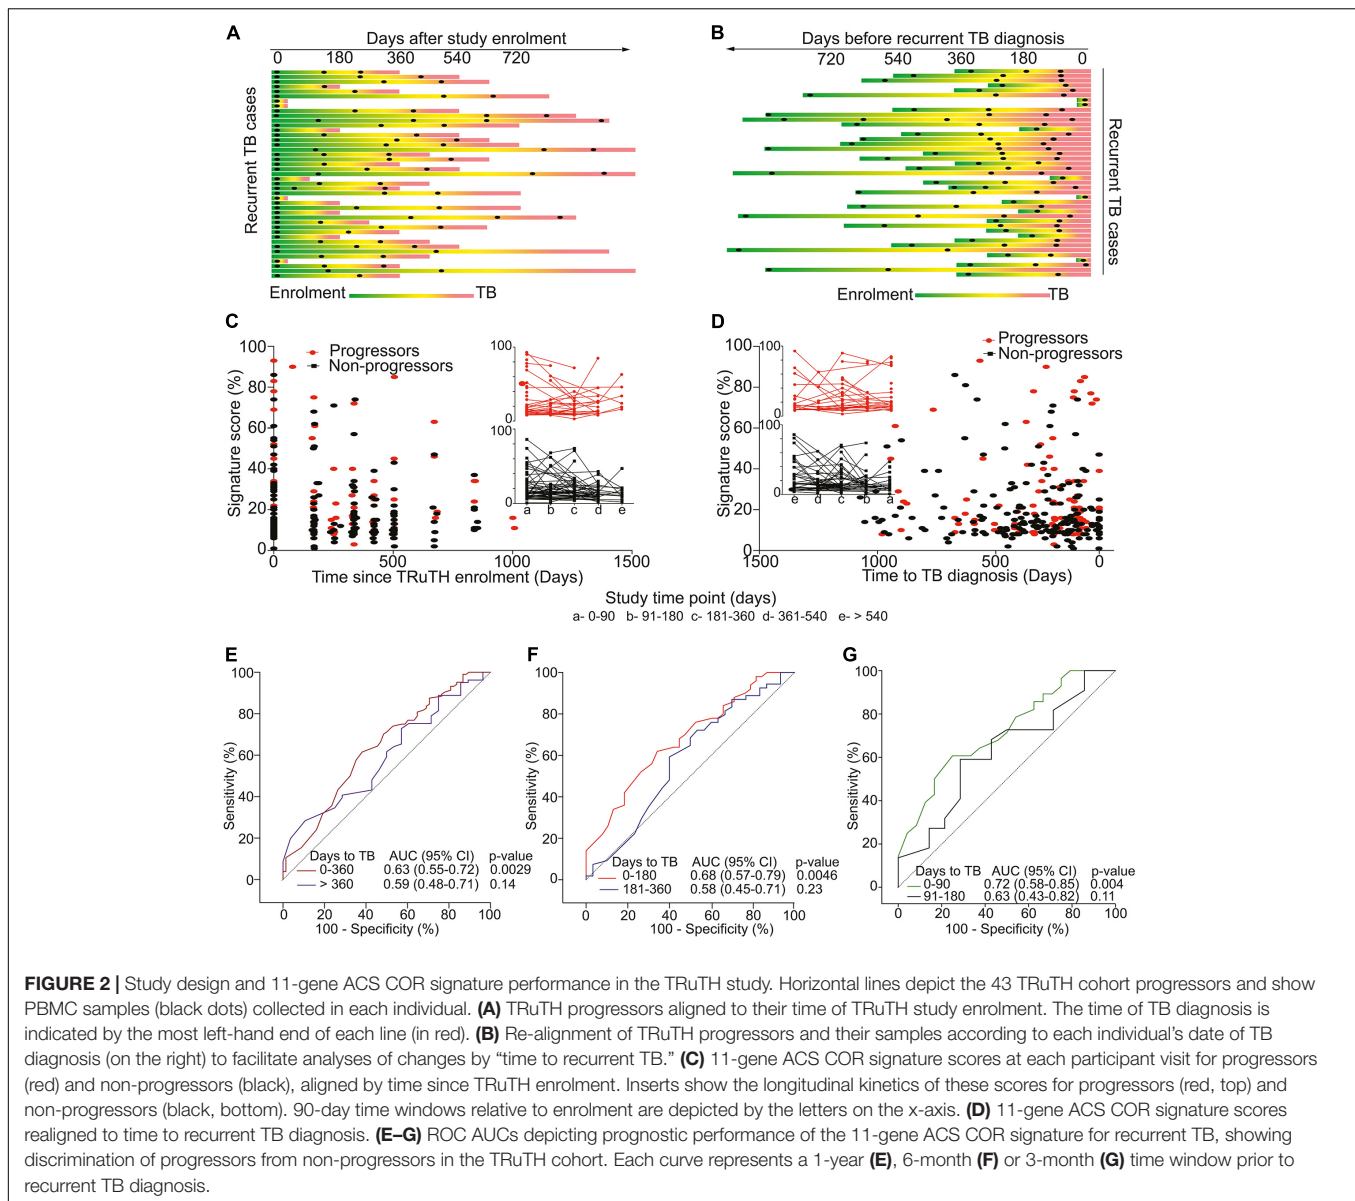 A
Days after study enrolment
0 180 360 540 720
Recurrent TB cases
Enrolment TB
B
Days before recurrent TB diagnosis
720 540 360 180 0
Recurrent TB cases
Enrolment TB
C
Progressors
Non-progressors
Signature score (%)
100
80
60
40
20
0
0 500 1000 1500
Time since TRuTH enrolment (Days)
100
0
100
0
a b c d e
D
Progressors
Non-progressors
Signature score (%)
100
80
60
40
20
0
1500 1000 500 0
Time to TB diagnosis (Days)
100
0
100
0
e d c b a
Study time point (days)
a- 0-90 b- 91-180 c- 181-360 d- 361-540 e- > 540
E
Sensitivity (%)
100
80
60
40
20
0
Days to TB AUC (95% CI) p-value
0-360 0.63 (0.55-0.72) 0.0029
> 360 0.59 (0.48-0.71) 0.14
0 20 40 60 80 100
100 - Specificity (%)
F
Sensitivity (%)
100
80
60
40
20
0
Days to TB AUC (95% CI) p-value
0-180 0.68 (0.57-0.79) 0.0046
181-360 0.58 (0.45-0.71) 0.23
0 20 40 60 80 100
100 - Specificity (%)
G
Sensitivity (%)
100
80
60
40
20
0
Days to TB AUC (95% CI) p-value
0-90 0.72 (0.58-0.85) 0.004
91-180 0.63 (0.43-0.82) 0.11
0 20 40 60 80 100
100 - Specificity (%)
FIGURE 2 | Study design and 11-gene ACS COR signature performance in the TRuTH study. Horizontal lines depict the 43 TRuTH cohort progressors and show
PBMC samples (black dots) collected in each individual. (A) TRuTH progressors aligned to their time of TRuTH study enrolment. The time of TB diagnosis is
indicated by the most left-hand end of each line (in red). (B) Re-alignment of TRuTH progressors and their samples according to each individual's date of TB
diagnosis (on the right) to facilitate analyses of changes by “time to recurrent TB.” (C) 11-gene ACS COR signature scores at each participant visit for progressors
(red) and non-progressors (black), aligned by time since TRuTH enrolment. Inserts show the longitudinal kinetics of these scores for progressors (red, top) and
non-progressors (black, bottom). 90-day time windows relative to enrolment are depicted by the letters on the x-axis. (D) 11-gene ACS COR signature scores
realigned to time to recurrent TB diagnosis. (E–G) ROC AUCs depicting prognostic performance of the 11-gene ACS COR signature for recurrent TB, showing
discrimination of progressors from non-progressors in the TRuTH cohort. Each curve represents a 1-year (E), 6-month (F) or 3-month (G) time window prior to
recurrent TB diagnosis.